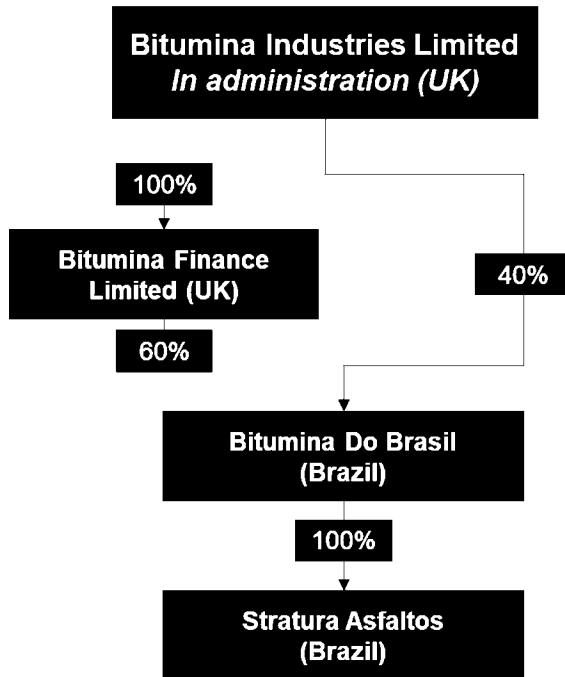 Bitumina Industries Limited
In administration (UK)
100%
Bitumina Finance
Limited (UK)
40%
60%
Bitumina Do Brasil
(Brazil)
100%
Stratura Asfaltos
(Brazil)